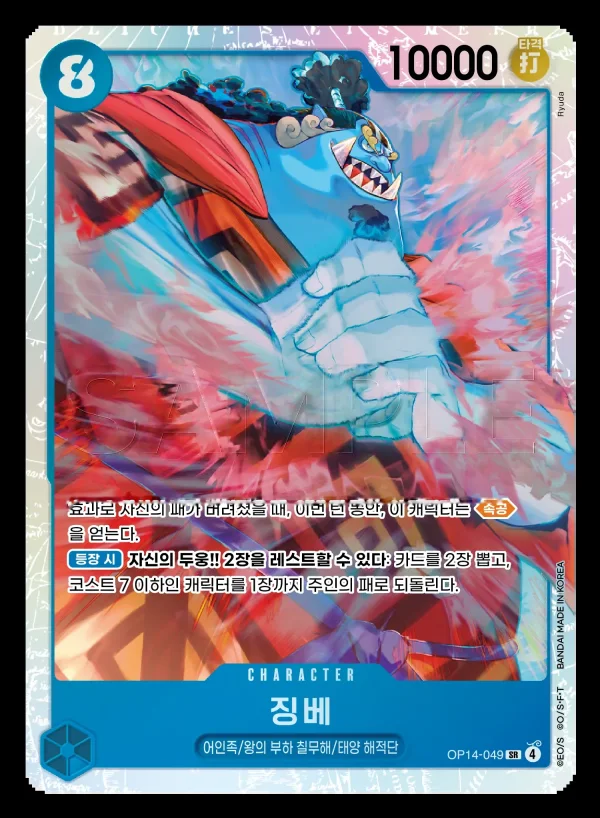 8
10000
타격
打
Ryuda
SAMPLE
효과로 자신의 패가 버려졌을 때, 이번 턴 동안, 이 캐릭터는 속공
을 얻는다.
등장 시 자신의 두웅!! 2장을 레스트할 수 있다: 카드를 2장 뽑고,
코스트 7 이하인 캐릭터를 1장까지 주인의 패로 되돌린다.
CHARACTER
징베
어인족/왕의 부하 칠무해/태양 해적단
OP14-049 SR 4
©E.O/S ©O/S・F・T BANDAI MADE IN KOREA